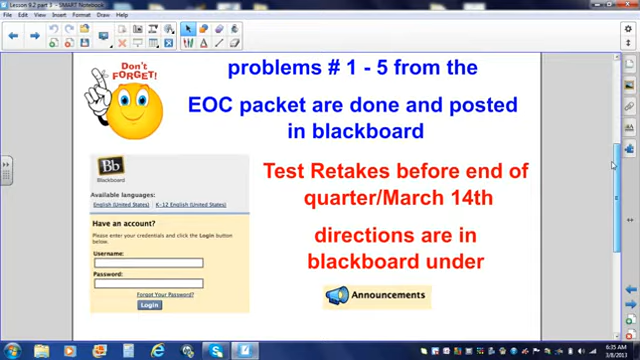 Lesson 9.2 part 3 - SMART Notebook
File Edit View Insert Format Draw Help
Don't
FORGET!
problems # 1 - 5 from the
EOC packet are done and posted
in blackboard
Bb
Blackboard
Available languages:
English (United States) K-12 English (United States)
Have an account?
Please enter your credentials and click the Login button
below.
Username:
Password:
Forgot Your Password?
Login
Test Retakes before end of
quarter/March 14th
directions are in
blackboard under
Announcements
6:35 AM
3/8/2013